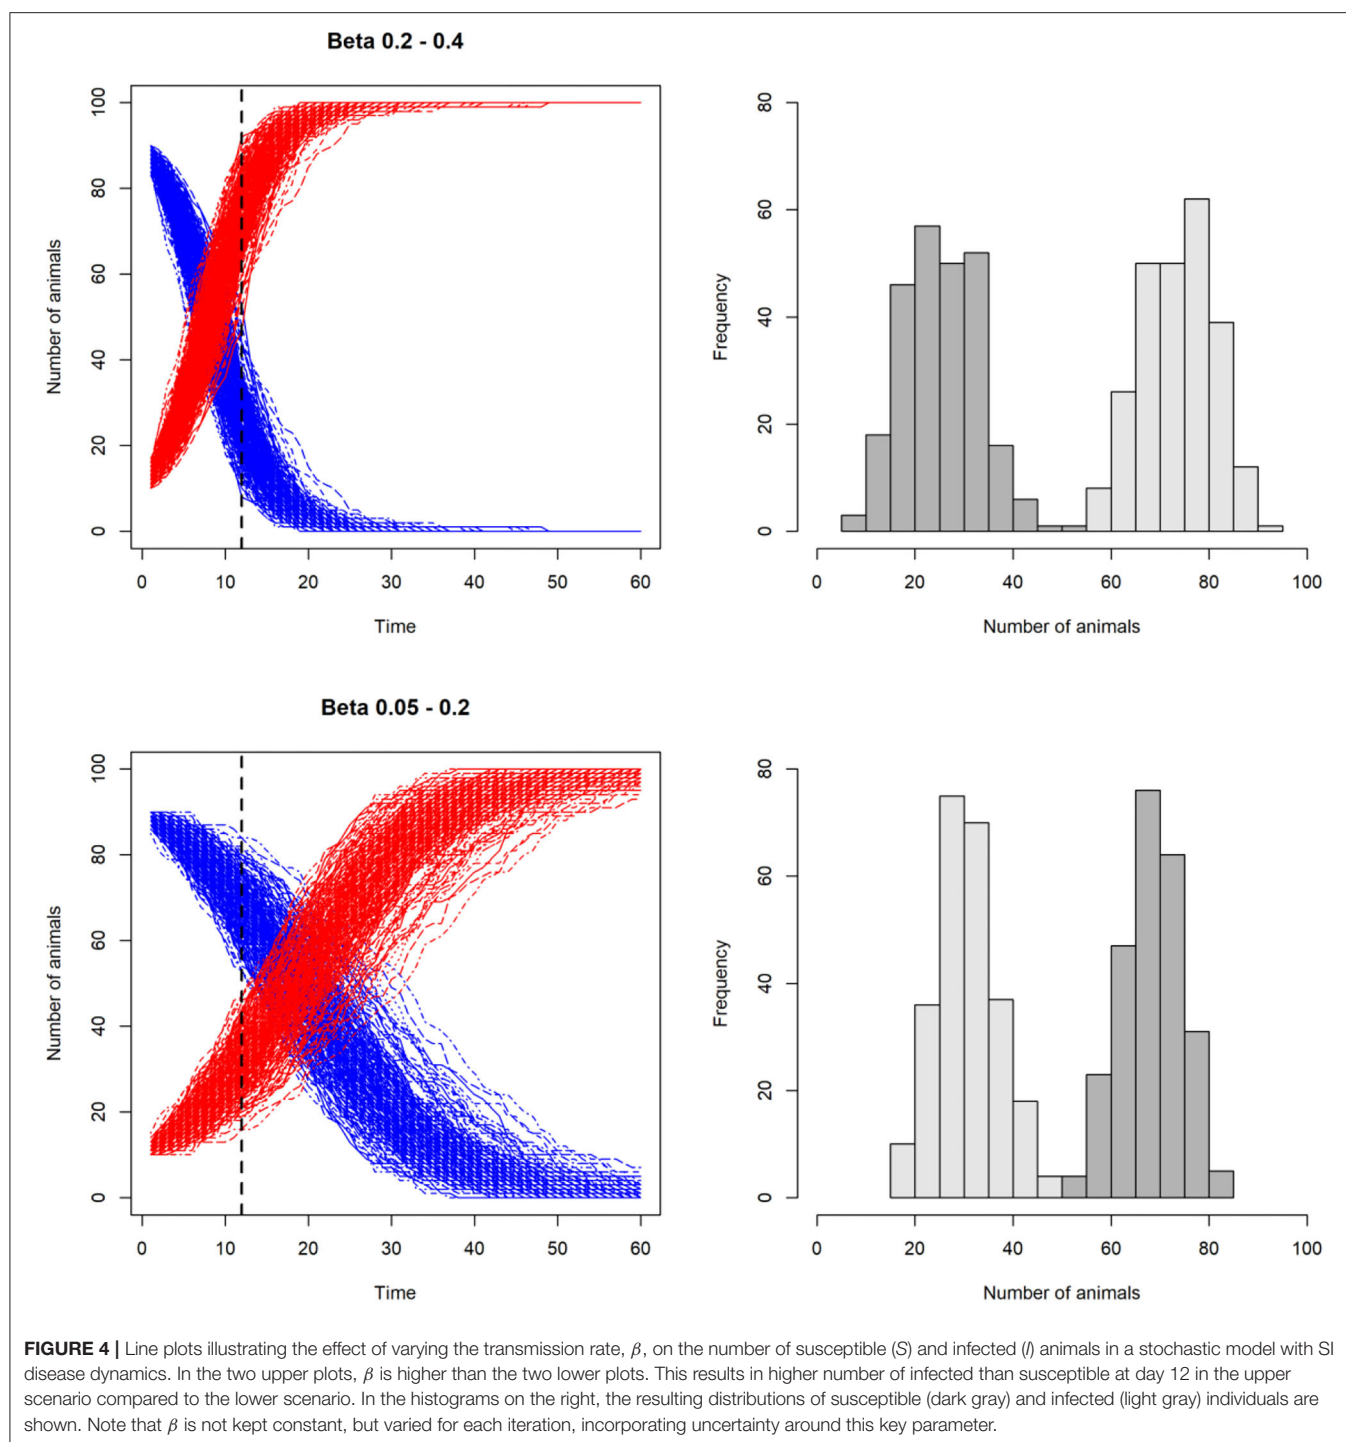 Beta 0.2 - 0.4
Number of animals
0 20 40 60 80 100
0 10 20 30 40 50 60
Time
Frequency
0 20 40 60 80
0 20 40 60 80 100
Number of animals
Beta 0.05 - 0.2
Number of animals
0 20 40 60 80 100
0 10 20 30 40 50 60
Time
Frequency
0 20 40 60 80
0 20 40 60 80 100
Number of animals
FIGURE 4 | Line plots illustrating the effect of varying the transmission rate, β, on the number of susceptible (S) and infected (I) animals in a stochastic model with SI
disease dynamics. In the two upper plots, β is higher than the two lower plots. This results in higher number of infected than susceptible at day 12 in the upper
scenario compared to the lower scenario. In the histograms on the right, the resulting distributions of susceptible (dark gray) and infected (light gray) individuals are
shown. Note that β is not kept constant, but varied for each iteration, incorporating uncertainty around this key parameter.